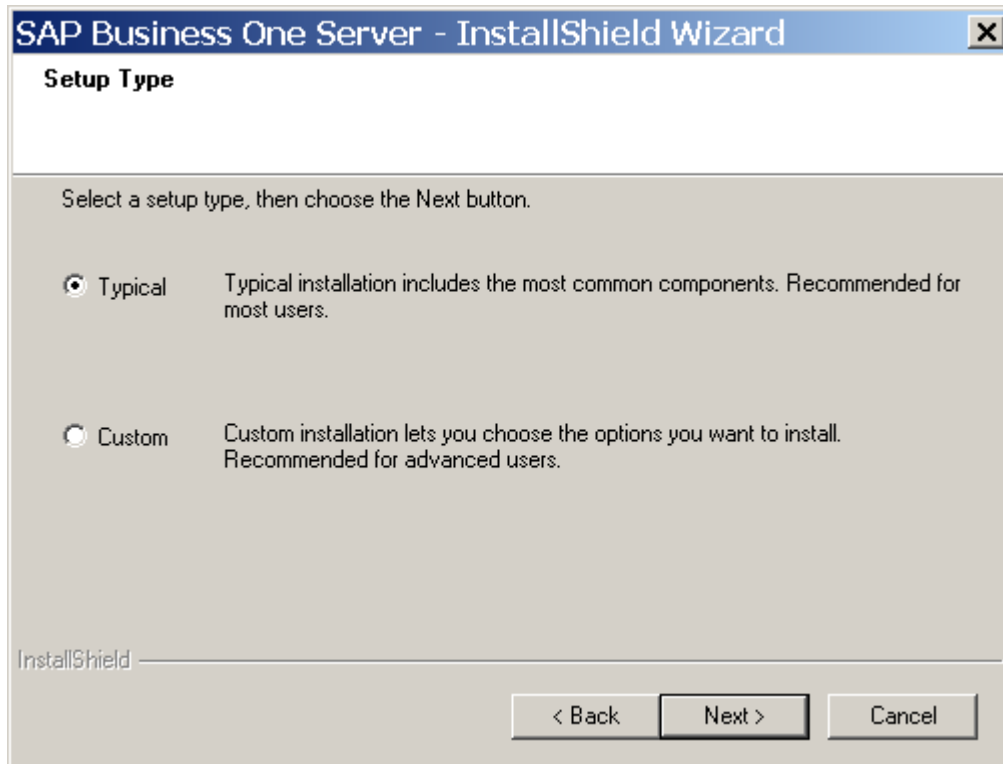 SAP Business One Server - InstallShield Wizard
Setup Type
Select a setup type, then choose the Next button.
Typical
Typical installation includes the most common components. Recommended for
most users.
Custom
Custom installation lets you choose the options you want to install.
Recommended for advanced users.
InstallShield
< Back
Next >
Cancel